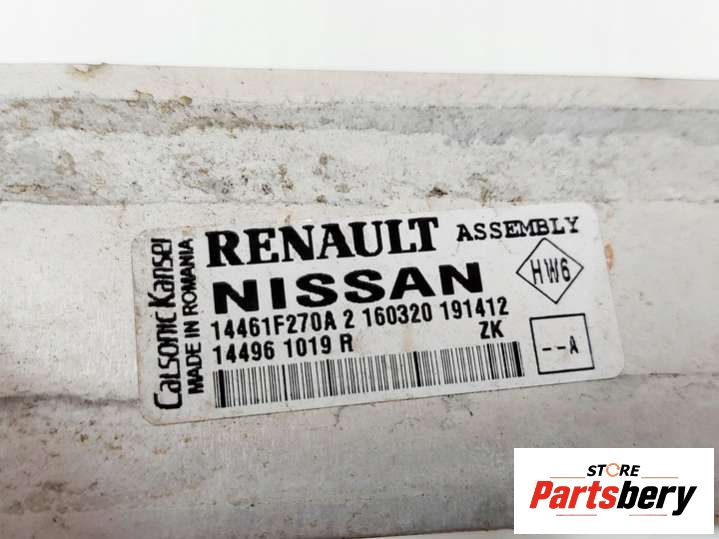 Calsonic Kansei
MADE IN ROMANIA
RENAULT ASSEMBLY
NISSAN
HW6
14461F270A 2 160320 191412
14496 1019 R ZK
--A
STORE
Partsbery